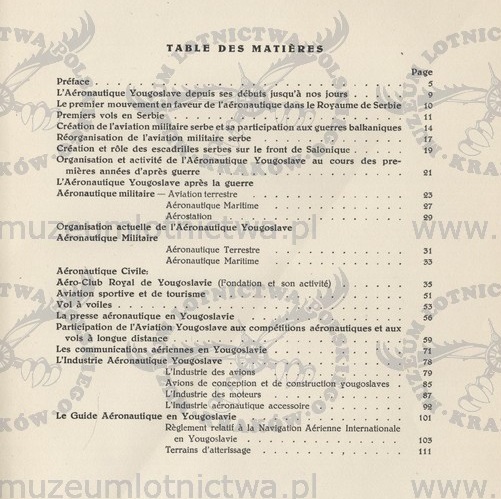 TABLE DES MATIÈRES
Page
Préface . . . . . . . . . . 5
L'Aéronautique Yougoslave depuis ses débuts jusqu'à nos jours . . . 9
Le premier mouvement en faveur de l'aéronautique dans le Royaume de Serbie 10
Premiers vols en Serbie . . . . . . . . . . 11
Création de l'aviation militaire serbe et sa participation aux guerres balkaniques 14
Réorganisation de l'aviation militaire serbe . . . . . . . . 17
Création et rôle des escadrilles serbes sur le front de Salonique . . . 19
Organisation et activité de l'Aéronautique Yougoslave au cours des pre-
mières années d'après guerre . . . . . . . . 21
L'Aéronautique Yougoslave après la guerre
Aéronautique militaire — Aviation terrestre . . . . . . . . 23
Aéronautique Maritime . . . . . . . 27
Aérostation . . . . . . . . 29
Organisation actuelle de l'Aéronautique Yougoslave
Aéronautique Militaire
Aéronautique Terrestre . . . . . . . 31
Aéronautique Maritime . . . . . . . 33
Aéronautique Civile:
Aéro-Club Royal de Yougoslavie (Fondation et son activité) . . . . 35
Aviation sportive et de tourisme . . . . . . . . 51
Vol à voiles . . . . . . . . . . 53
La presse aéronautique en Yougoslavie . . . . . . . . 56
Participation de l'Aviation Yougoslave aux compétitions aéronautiques et aux
vols à longue distance . . . . . . . . 59
Les communications aériennes en Yougoslavie . . . . . . . 71
L'Industrie Aéronautique Yougoslave . . . . . . . . 78
L'Industrie des avions . . . . . . . 79
Avions de conception et de construction yougoslaves . 85
L'Industrie des moteurs . . . . . . . 87
L'Industrie aéronautique accessoire . . . . . 92
Le Guide Aéronautique en Yougoslavie . . . . . . . . 101
Règlement relatif à la Navigation Aérienne Internationale
en Yougoslavie . . . . . . . . 103
Terrains d'atterissage . . . . . . . 111
www.muzeumlotnictwa.pl
muzeumlotnictwa.pl